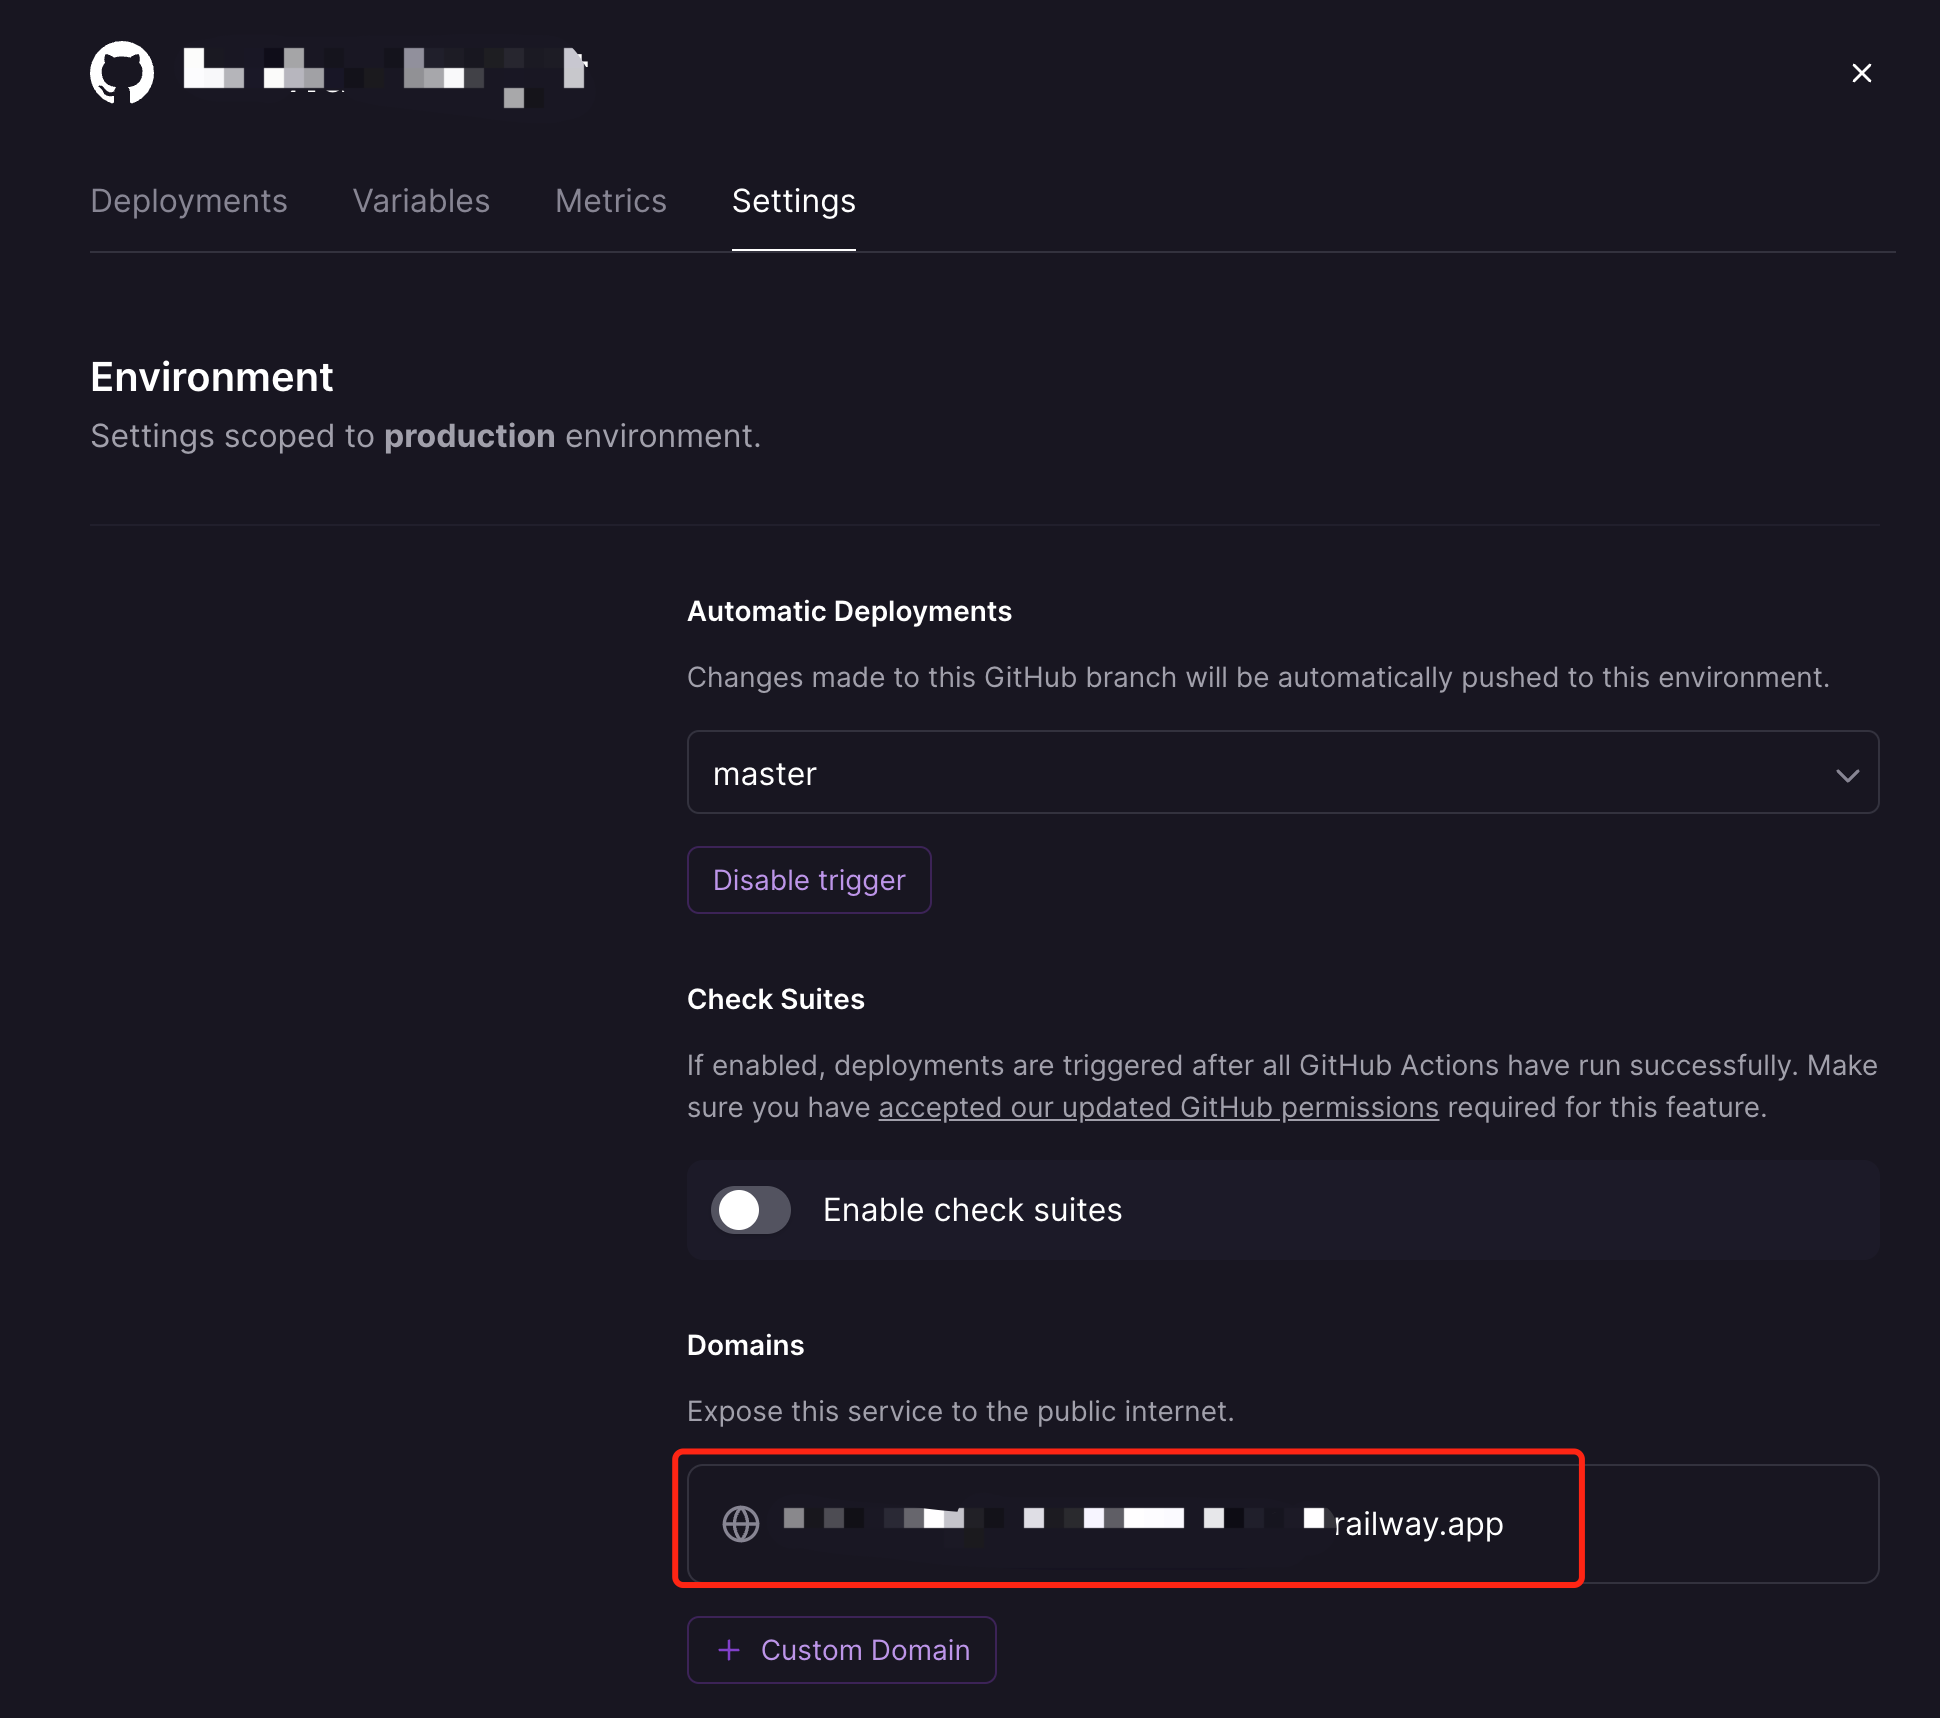 Deployments Variables Metrics Settings
Environment
Settings scoped to production environment.
Automatic Deployments
Changes made to this GitHub branch will be automatically pushed to this environment.
master
Disable trigger
Check Suites
If enabled, deployments are triggered after all GitHub Actions have run successfully. Make
sure you have accepted our updated GitHub permissions required for this feature.
Enable check suites
Domains
Expose this service to the public internet.
railway.app
+ Custom Domain